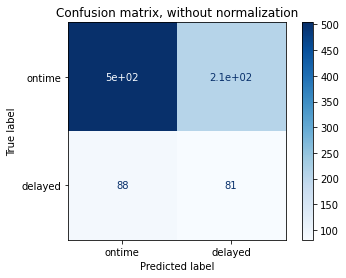 Confusion matrix, without normalization
ontime
5e+02
2.1e+02
delayed
88
81
ontime
delayed
True label
Predicted label
500
450
400
350
300
250
200
150
100